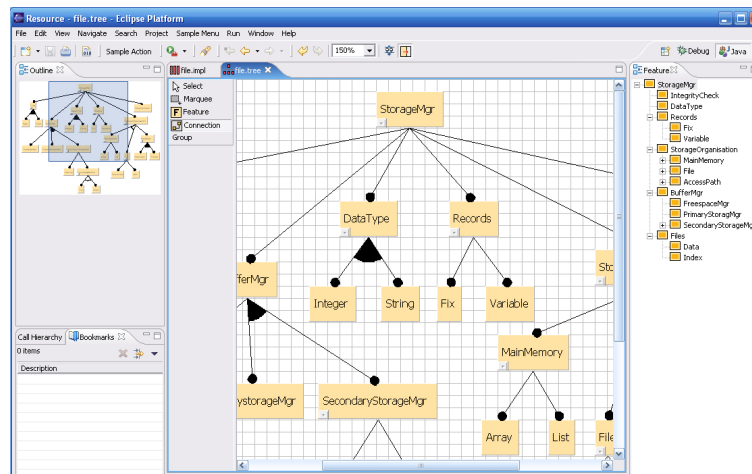 Resource - file.tree - Eclipse Platform
File Edit View Navigate Search Project Sample Menu Run Window Help
Sample Action
150%
Debug
Java
Outline
file.impl
file.tree
Feature
Select
Marquee
F Feature
Connection
Group
StorageMgr
DataType
Records
fferMgr
Sto
Integer
String
Fix
Variable
MainMemory
ystorageMgr
SecondaryStorageMgr
Array
List
File
StorageMgr
IntegrityCheck
DataType
Records
Fix
Variable
StorageOrganisation
MainMemory
File
AccessPath
BufferMgr
FreespaceMgr
PrimaryStoragMgr
SecondaryStorageMg
Files
Data
Index
Call Hierarchy
Bookmarks
0 items
Description